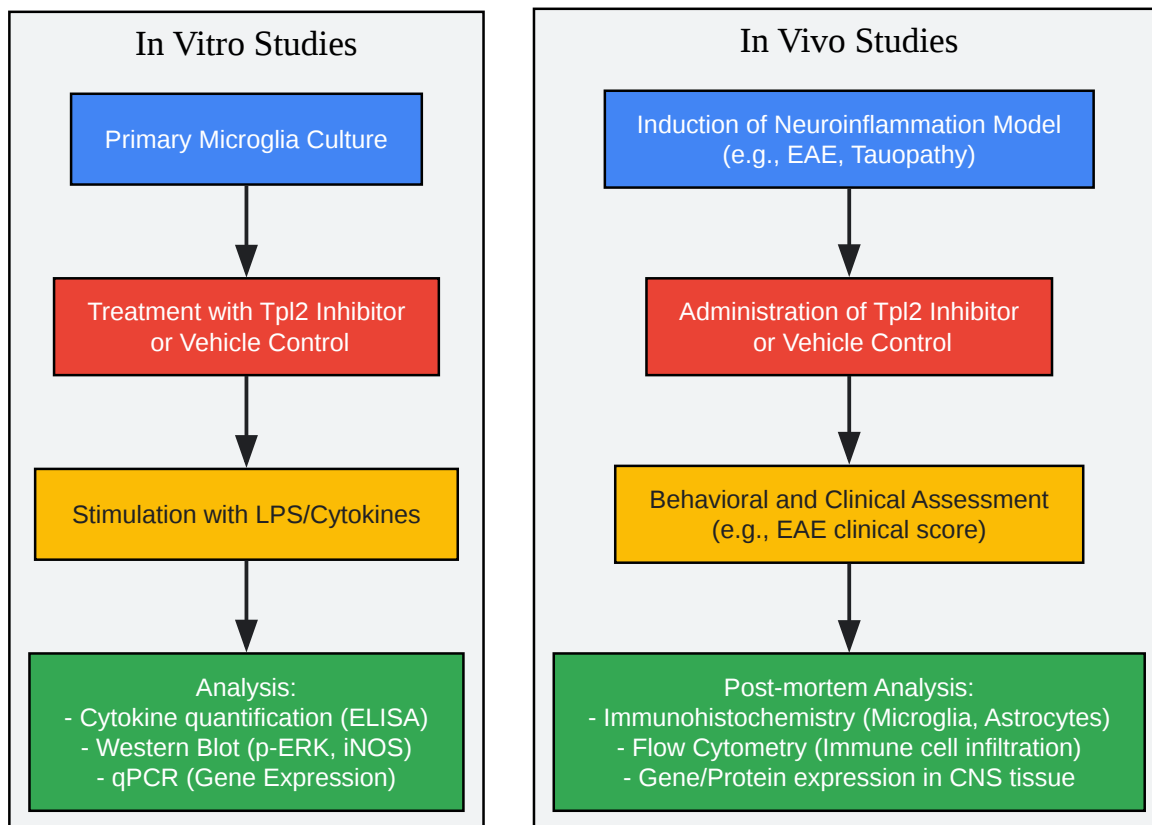 In Vitro Studies
Primary Microglia Culture
Treatment with Tpl2 Inhibitor
or Vehicle Control
Stimulation with LPS/Cytokines
Analysis:
- Cytokine quantification (ELISA)
- Western Blot (p-ERK, iNOS)
- qPCR (Gene Expression)
In Vivo Studies
Induction of Neuroinflammation Model
(e.g., EAE, Tauopathy)
Administration of Tpl2 Inhibitor
or Vehicle Control
Behavioral and Clinical Assessment
(e.g., EAE clinical score)
Post-mortem Analysis:
- Immunohistochemistry (Microglia, Astrocytes)
- Flow Cytometry (Immune cell infiltration)
- Gene/Protein expression in CNS tissue